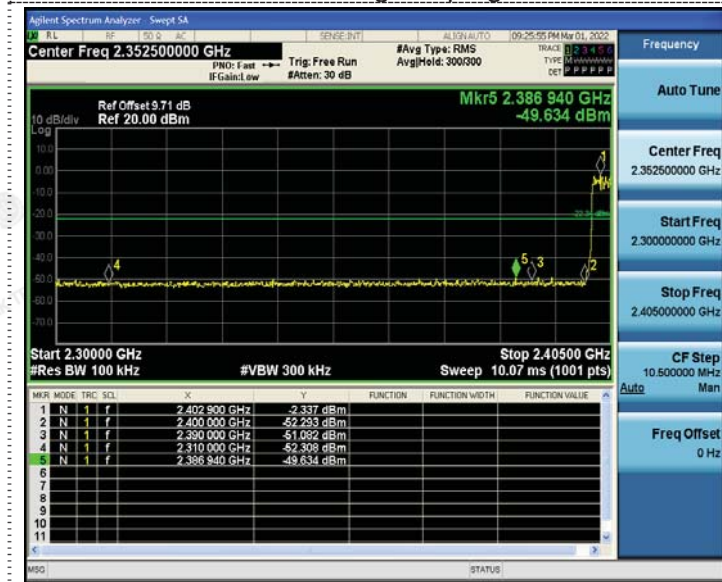 Agilent Spectrum Analyzer - Swept SA
RL RF 50 Ω AC SENSE:INT ALIGN AUTO 09:25:55 PM Mar 01, 2022
Center Freq 2.352500000 GHz
PNO: Fast
IFGain:Low
Trig: Free Run
#Atten: 30 dB
#Avg Type: RMS
Avg|Hold: 300/300
TRACE 1 2 3 4 5 6
TYPE M
DET P P P P P P
Ref Offset 9.71 dB
Ref 20.00 dBm
Mkr5 2.386 940 GHz
-49.634 dBm
10 dB/div
Log
10.0
0.00
-10.0
-20.0
-30.0
-40.0
-50.0
-60.0
-70.0
1
2
3
4
5
Start 2.30000 GHz
Stop 2.40500 GHz
#Res BW 100 kHz #VBW 300 kHz Sweep 10.07 ms (1001 pts)
MKR MODE TRC SCL X Y FUNCTION FUNCTION WIDTH FUNCTION VALUE
1 N 1 f 2.402 900 GHz -2.337 dBm
2 N 1 f 2.400 000 GHz -52.293 dBm
3 N 1 f 2.390 000 GHz -51.082 dBm
4 N 1 f 2.310 000 GHz -52.308 dBm
5 N 1 f 2.386 940 GHz -49.634 dBm
6
7
8
9
10
11
MSG
STATUS
Frequency
Auto Tune
Center Freq
2.352500000 GHz
Start Freq
2.300000000 GHz
Stop Freq
2.405000000 GHz
CF Step
10.500000 MHz
Auto Man
Freq Offset
0 Hz